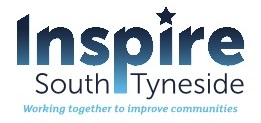 Inspire
South Tyneside
Working together to improve communities